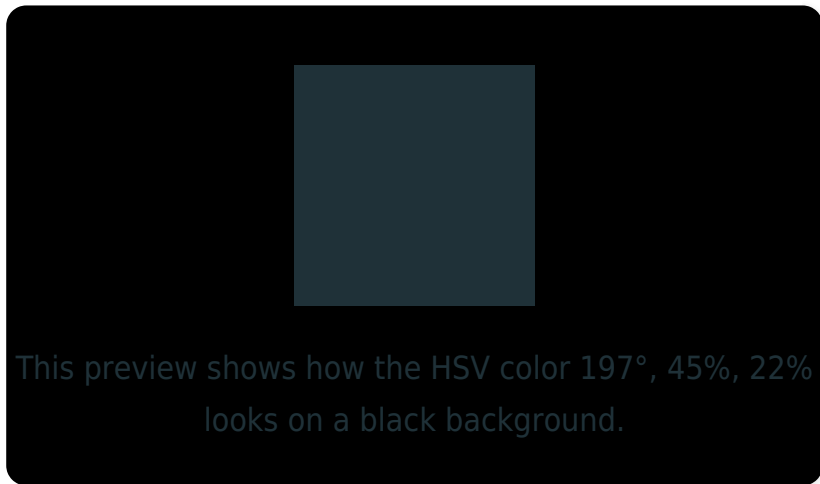 This preview shows how the HSV color 197°, 45%, 22%
looks on a black background.